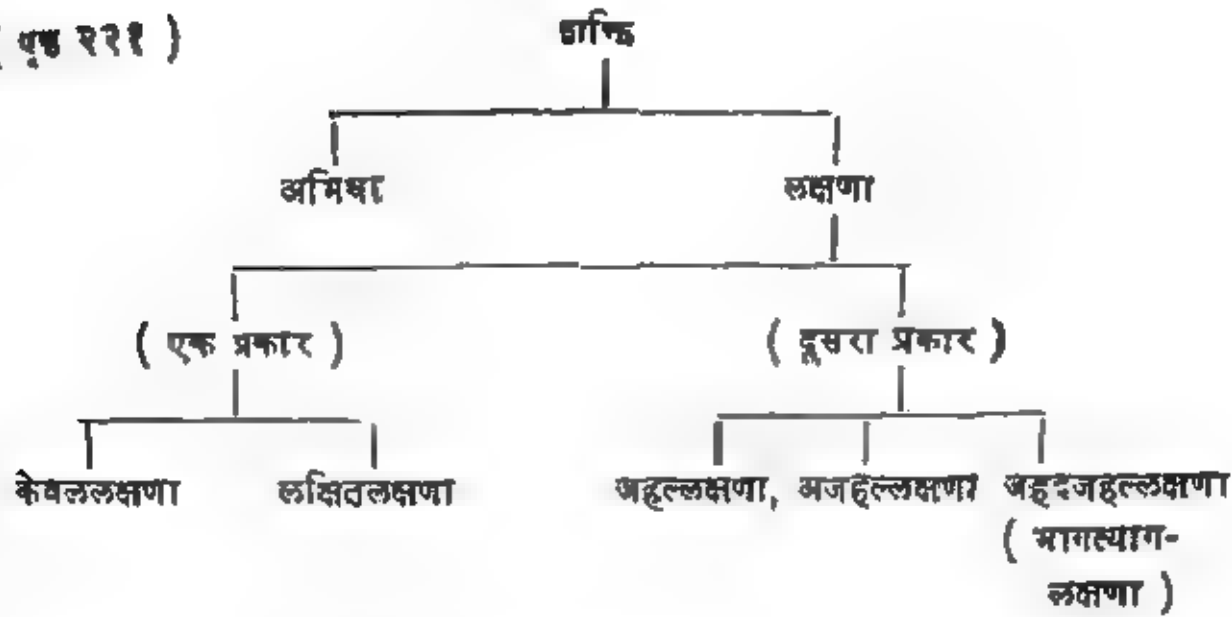 ( पृष्ठ २२१ )
शक्ति
अभिधा लक्षणा
( एक प्रकार ) ( दूसरा प्रकार )
केवललक्षणा लक्षितलक्षणा जहल्लक्षणा, अजहल्लक्षणा जहदजहल्लक्षणा
( भागत्याग-
लक्षणा )